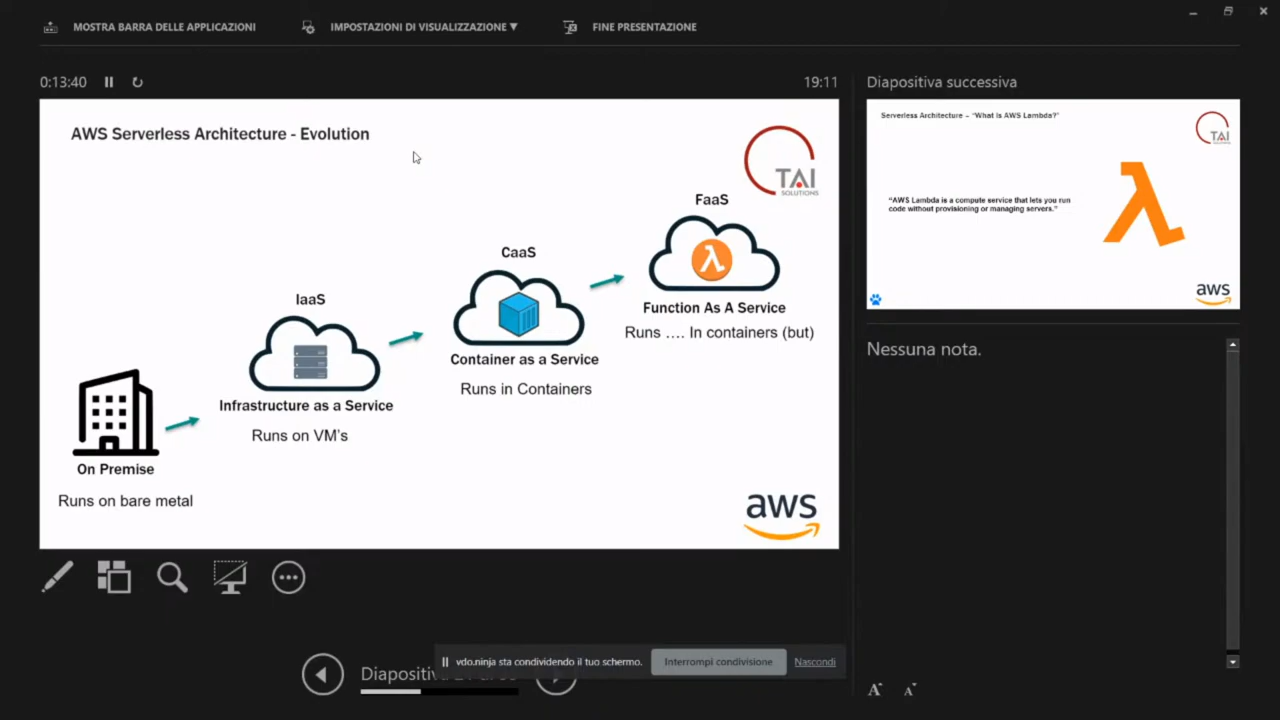 MOSTRA BARRA DELLE APPLICAZIONI
IMPOSTAZIONI DI VISUALIZZAZIONE ▼
FINE PRESENTAZIONE
0:13:40
19:11
AWS Serverless Architecture - Evolution
TAI
SOLUTIONS
FaaS
Function As A Service
Runs .... In containers (but)
CaaS
Container as a Service
Runs in Containers
IaaS
Infrastructure as a Service
Runs on VM's
On Premise
Runs on bare metal
aws
Diapositiva successiva
Serverless Architecture – "What is AWS Lambda?"
TAI
SOLUTIONS
"AWS Lambda is a compute service that lets you run
code without provisioning or managing servers."
aws
Nessuna nota.
vdo.ninja sta condividendo il tuo schermo.
Interrompi condivisione
Nascondi
A A